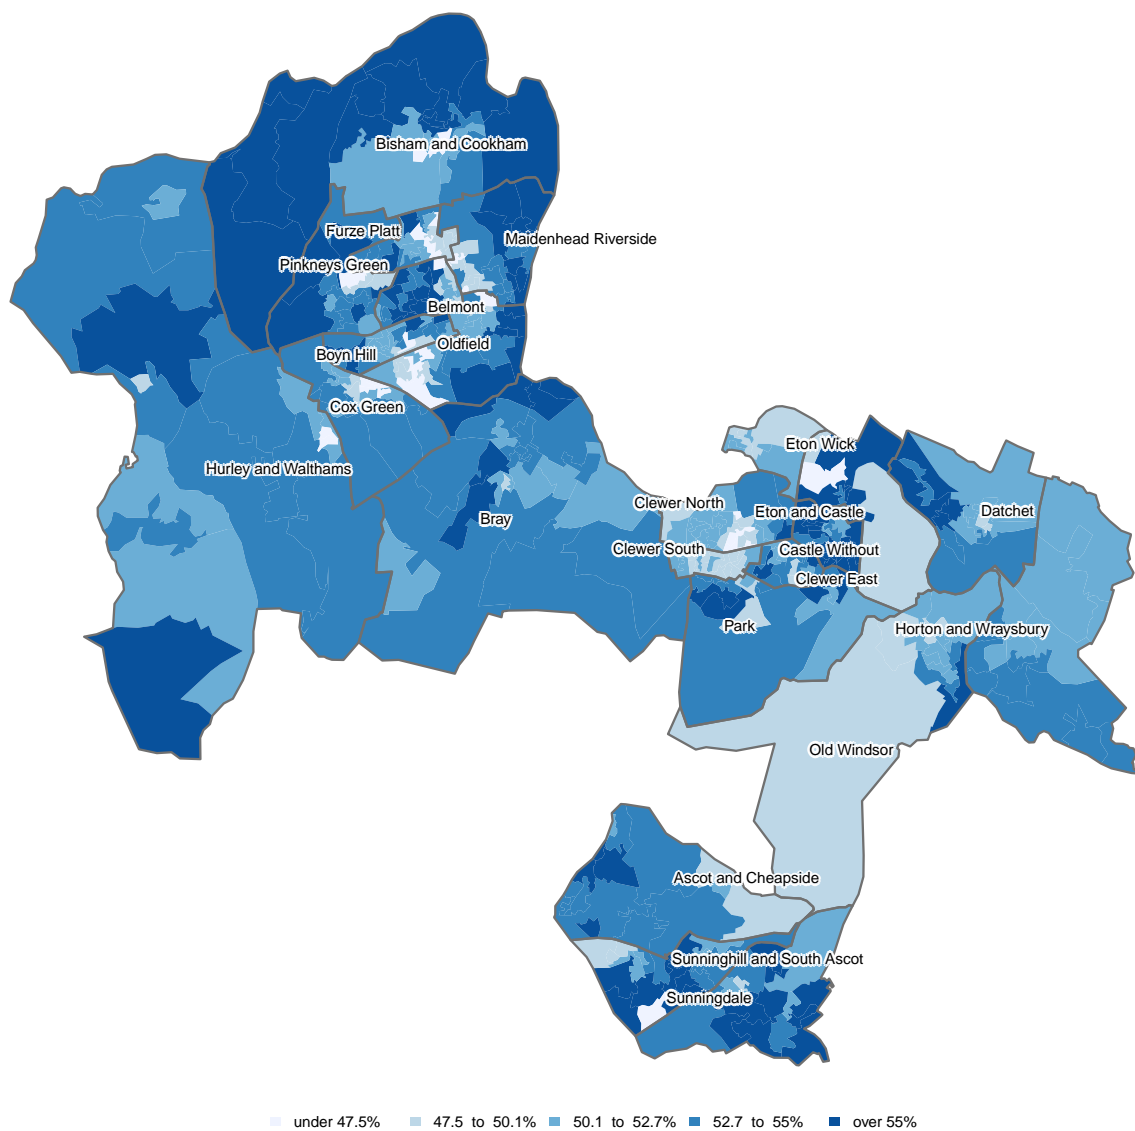 Bisham and Cookham
Furze Platt
Maidenhead Riverside
Pinkneys Green
Belmont
Oldfield
Boyn Hill
Cox Green
Eton Wick
Hurley and Walthams
Clewer North
Eton and Castle
Datchet
Bray
Clewer South
Castle Without
Clewer East
Park
Horton and Wraysbury
Old Windsor
Ascot and Cheapside
Sunninghill and South Ascot
Sunningdale
under 47.5% 47.5 to 50.1% 50.1 to 52.7% 52.7 to 55% over 55%